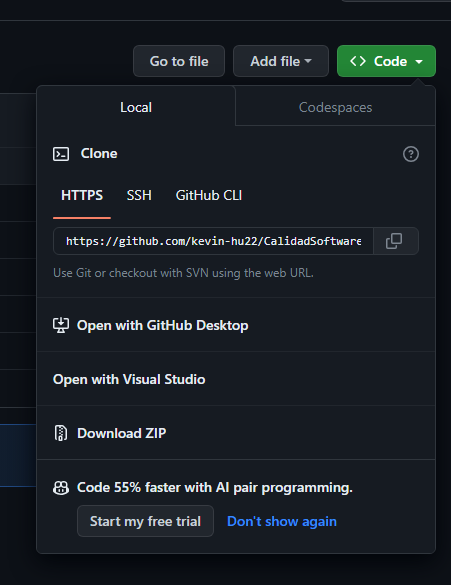 Go to file
Add file
Code
Local
Codespaces
Clone
HTTPS
SSH
GitHub CLI
https://github.com/kevin-hu22/CalidadSoftware
Use Git or checkout with SVN using the web URL.
Open with GitHub Desktop
Open with Visual Studio
Download ZIP
Code 55% faster with AI pair programming.
Start my free trial
Don't show again